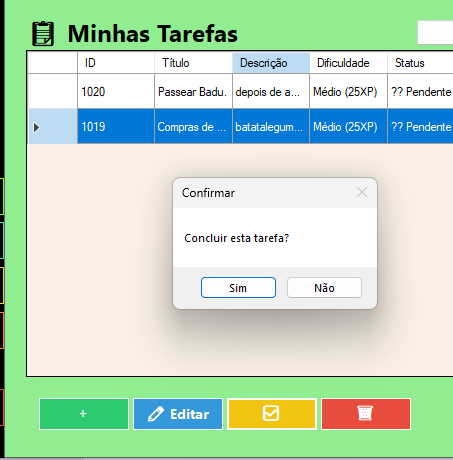 Minhas Tarefas
ID Título Descrição Dificuldade Status
1020 Passear Badu. depois de a... Médio (25XP) ?? Pendente
1019 Compras de ... batatalegum... Médio (25XP) ?? Pendente
Confirmar
Concluir esta tarefa?
Sim Não
+ Editar